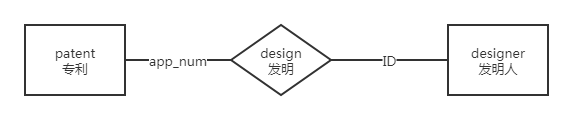 patent
专利
app_num
design
发明
ID
designer
发明人